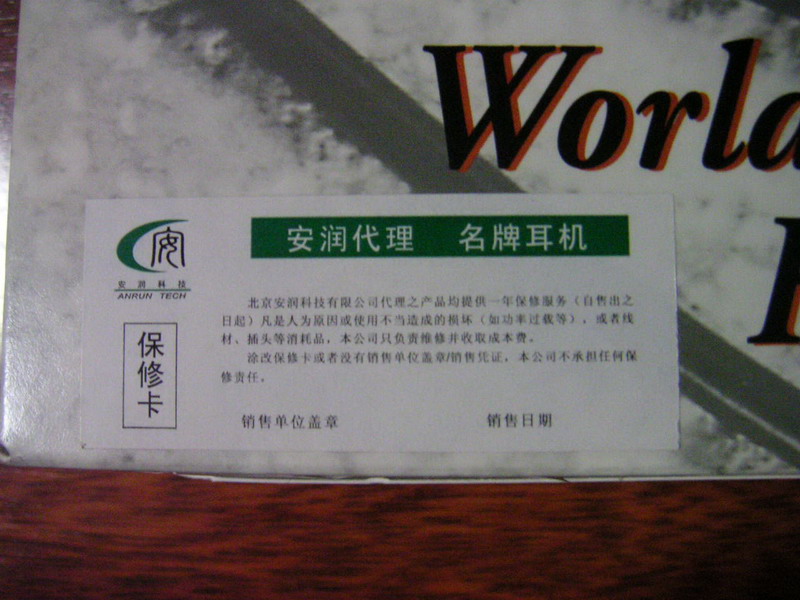 World
安润代理 名牌耳机
安
安润科技
ANRUN TECH
保修卡
北京安润科技有限公司代理之产品均提供一年保修服务（自售出之
日起）凡是人为原因或使用不当造成的损坏（如功率过载等），或者线
材、插头等消耗品，本公司只负责维修并收取成本费。
涂改保修卡或者没有销售单位盖章/销售凭证，本公司不承担任何保
修责任。
销售单位盖章 销售日期